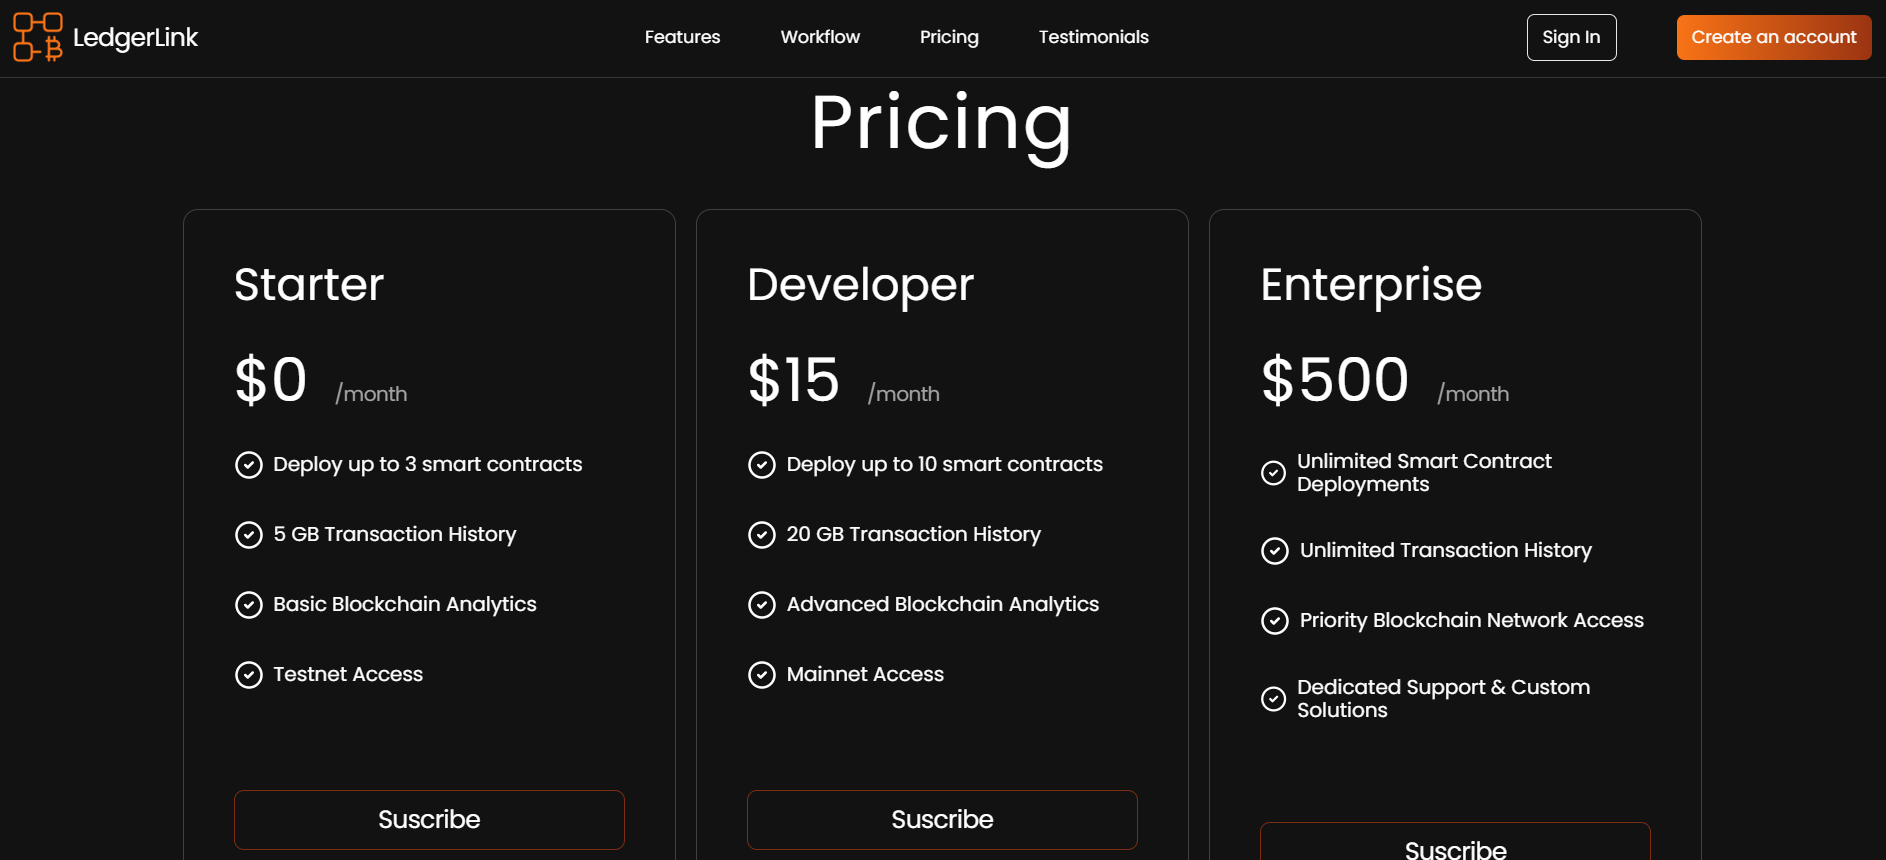 LedgerLink
Features
Workflow
Pricing
Testimonials
Sign In
Create an account
Pricing
Starter
$0 /month
Deploy up to 3 smart contracts
5 GB Transaction History
Basic Blockchain Analytics
Testnet Access
Suscribe
Developer
$15 /month
Deploy up to 10 smart contracts
20 GB Transaction History
Advanced Blockchain Analytics
Mainnet Access
Suscribe
Enterprise
$500 /month
Unlimited Smart Contract
Deployments
Unlimited Transaction History
Priority Blockchain Network Access
Dedicated Support & Custom
Solutions
Suscribe